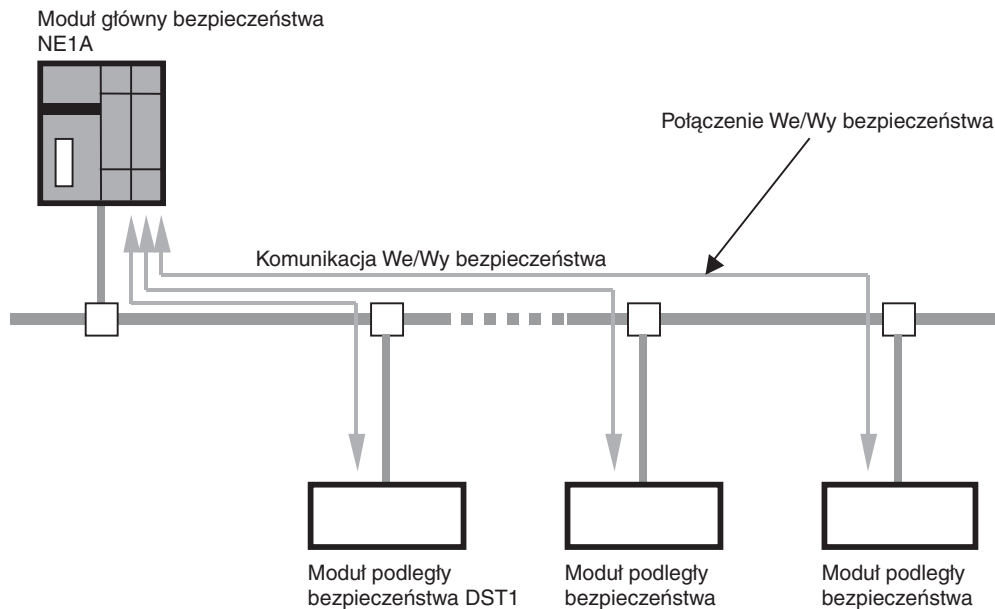 Moduł główny bezpieczeństwa
NE1A
Połączenie We/Wy bezpieczeństwa
Komunikacja We/Wy bezpieczeństwa
Moduł podległy
bezpieczeństwa DST1
Moduł podległy
bezpieczeństwa
Moduł podległy
bezpieczeństwa